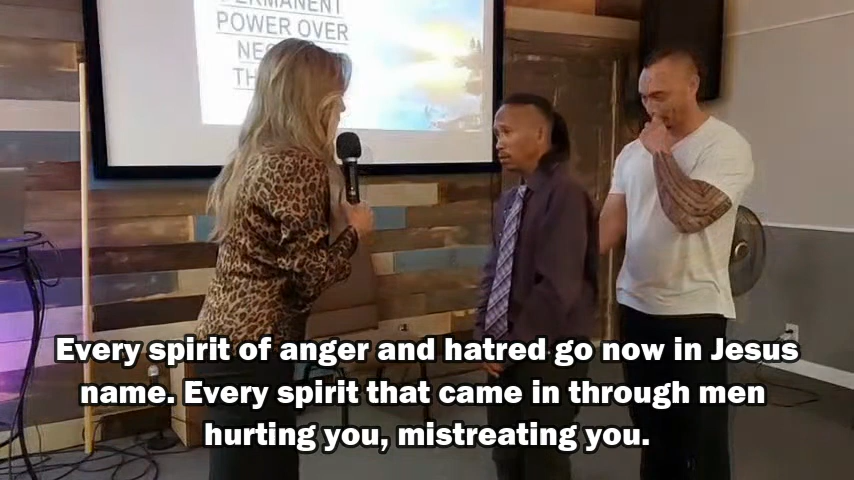 PERMANENT
POWER OVER
Every spirit of anger and hatred go now in Jesus
name. Every spirit that came in through men
hurting you, mistreating you.